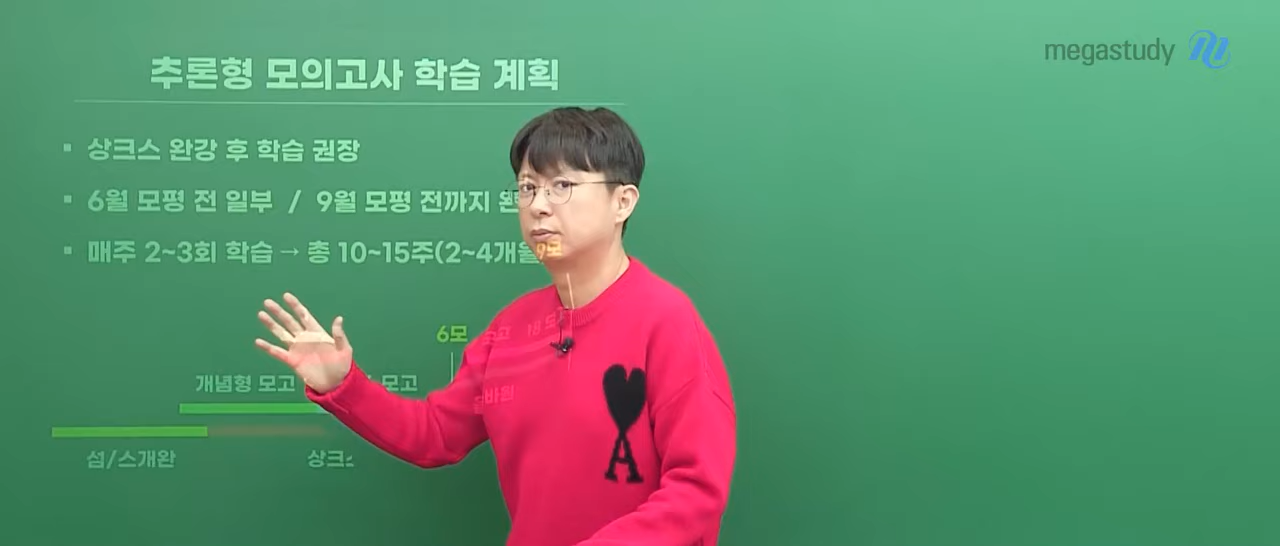 megastudy
추론형 모의고사 학습 계획
상크스 완강 후 학습 권장
6월 모평 전 일부 / 9월 모평 전까지
매주 2~3회 학습 → 총 10~15주(2~4개월
9모
6모
개념형 모고 모고
섬/스개완
A